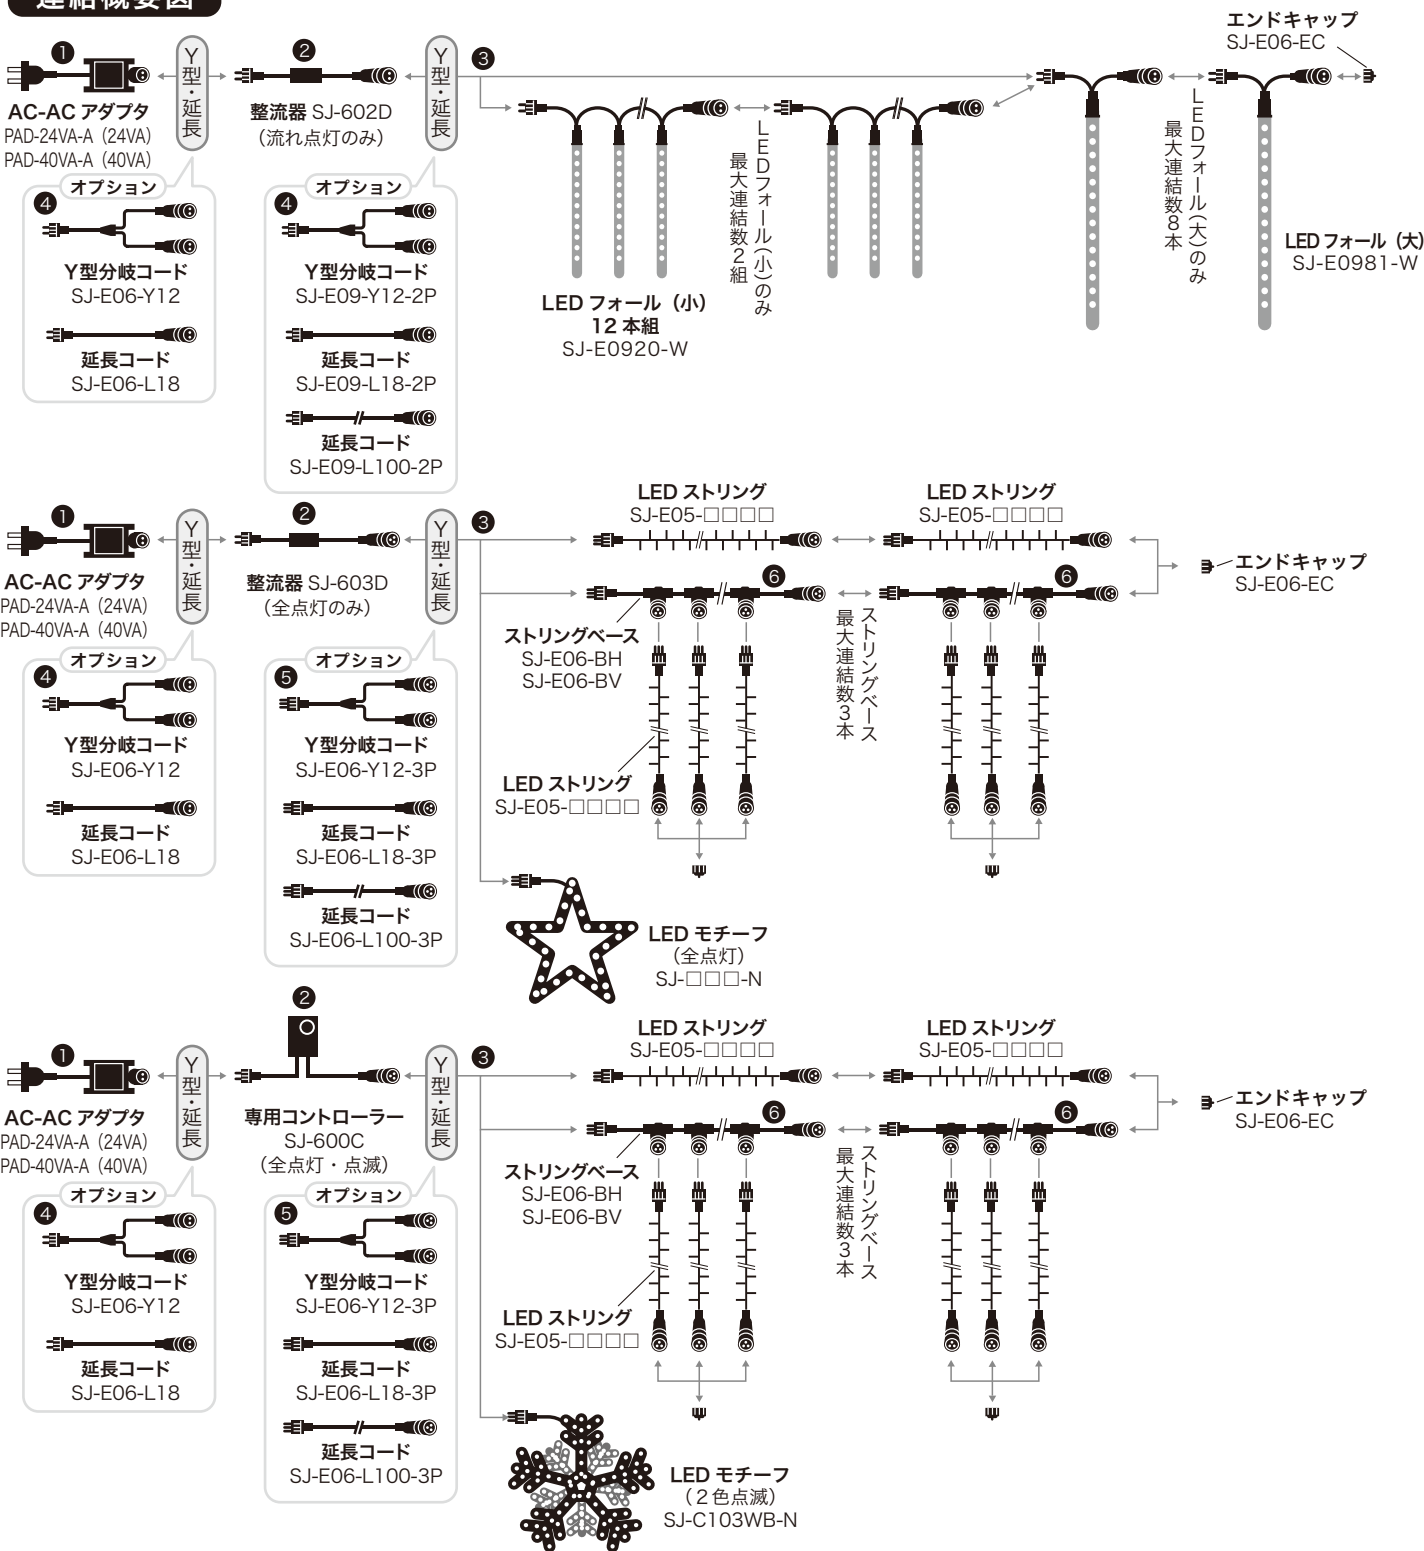 連結概要図
エンドキャップ
SJ-E06-EC
❶
Y型・延長
❷
Y型・延長
❸
AC-AC アダプタ
PAD-24VA-A（24VA）
PAD-40VA-A（40VA）
整流器 SJ-602D
（流れ点灯のみ）
LEDフォール（小）のみ
最大連結数2組
LEDフォール（大）のみ
最大連結数8本
LED フォール（大）
SJ-E0981-W
LED フォール（小）
12 本組
SJ-E0920-W
オプション
❹
Y型分岐コード
SJ-E06-Y12
延長コード
SJ-E06-L18
オプション
❹
Y型分岐コード
SJ-E09-Y12-2P
延長コード
SJ-E09-L18-2P
延長コード
SJ-E09-L100-2P
❶
Y型・延長
❷
Y型・延長
❸
AC-AC アダプタ
PAD-24VA-A（24VA）
PAD-40VA-A（40VA）
整流器 SJ-603D
（全点灯のみ）
LED ストリング
SJ-E05-□□□□
LED ストリング
SJ-E05-□□□□
❻
❻
エンドキャップ
SJ-E06-EC
ストリングベース
SJ-E06-BH
SJ-E06-BV
ストリングベース
最大連結数3本
LED ストリング
SJ-E05-□□□□
オプション
❹
Y型分岐コード
SJ-E06-Y12
延長コード
SJ-E06-L18
オプション
❺
Y型分岐コード
SJ-E06-Y12-3P
延長コード
SJ-E06-L18-3P
延長コード
SJ-E06-L100-3P
LED モチーフ
（全点灯）
SJ-□□□-N
❶
Y型・延長
❷
Y型・延長
❸
AC-AC アダプタ
PAD-24VA-A（24VA）
PAD-40VA-A（40VA）
専用コントローラー
SJ-600C
（全点灯・点滅）
LED ストリング
SJ-E05-□□□□
LED ストリング
SJ-E05-□□□□
❻
❻
エンドキャップ
SJ-E06-EC
ストリングベース
SJ-E06-BH
SJ-E06-BV
ストリングベース
最大連結数3本
LED ストリング
SJ-E05-□□□□
オプション
❹
Y型分岐コード
SJ-E06-Y12
延長コード
SJ-E06-L18
オプション
❺
Y型分岐コード
SJ-E06-Y12-3P
延長コード
SJ-E06-L18-3P
延長コード
SJ-E06-L100-3P
LED モチーフ
（２色点滅）
SJ-C103WB-N